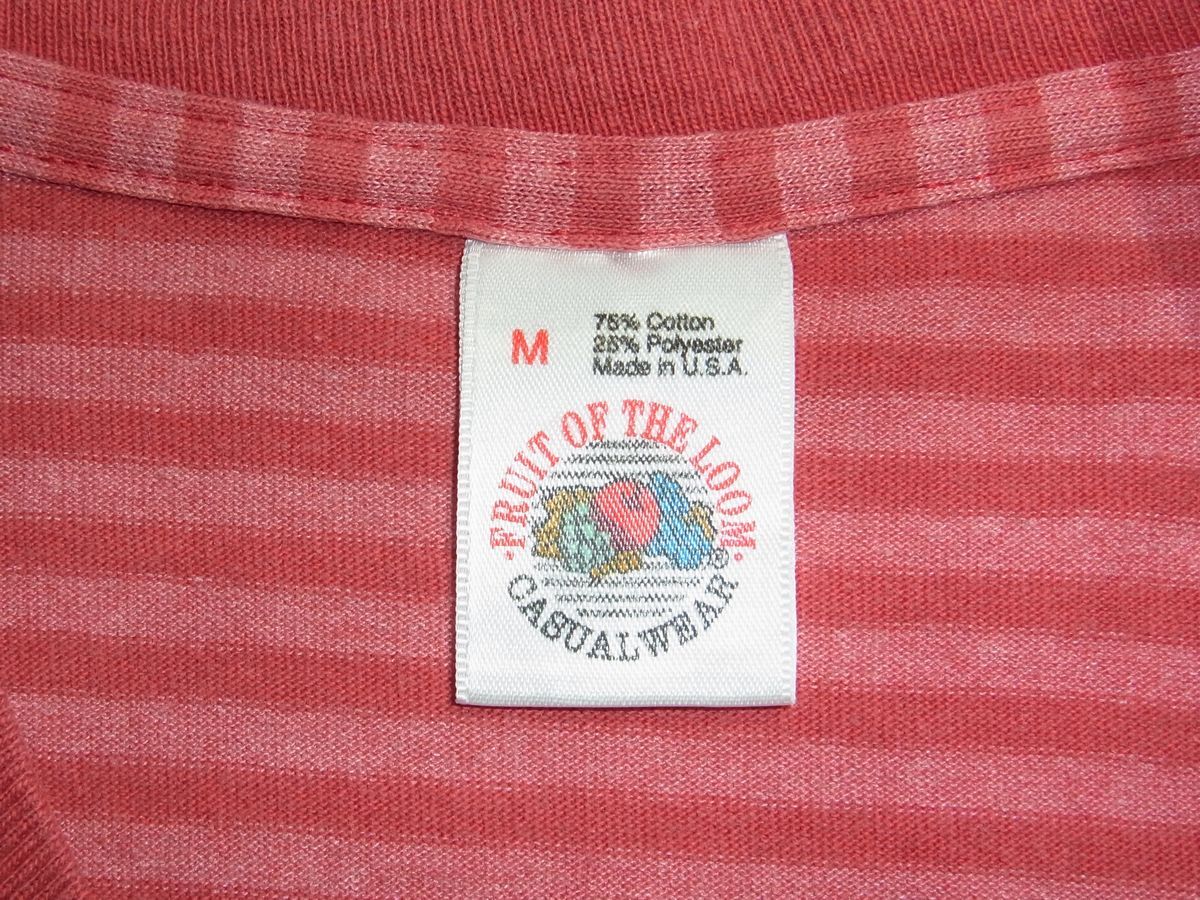 M
75% Cotton
25% Polyester
Made in U.S.A.
FRUIT OF THE LOOM
®
CASUALWEAR